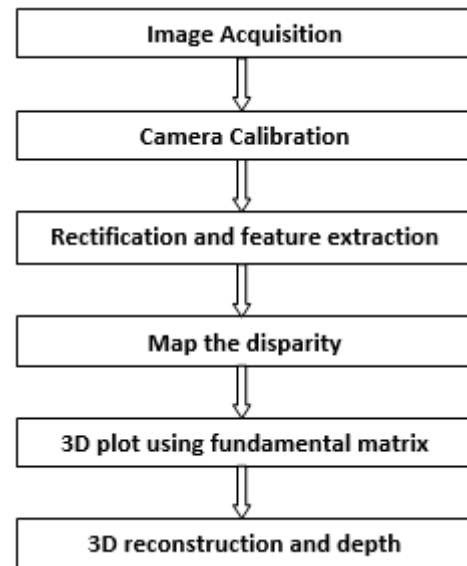 Image Acquisition
Camera Calibration
Rectification and feature extraction
Map the disparity
3D plot using fundamental matrix
3D reconstruction and depth